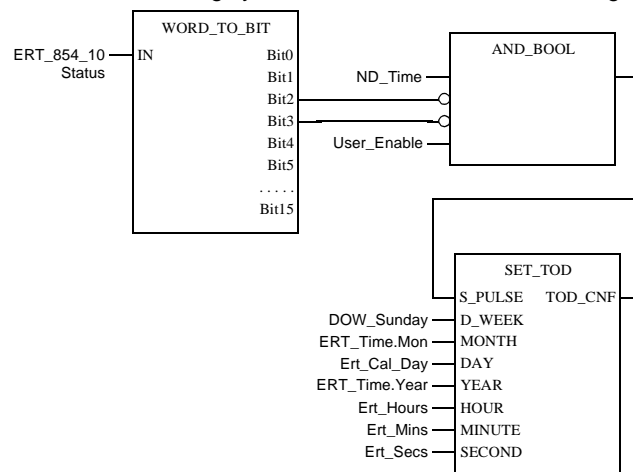 WORD_TO_BIT
ERT_854_10
Status
IN
Bit0
Bit1
Bit2
Bit3
Bit4
Bit5
. . . . .
Bit15
AND_BOOL
ND_Time
User_Enable
SET_TOD
S_PULSE TOD_CNF
DOW_Sunday D_WEEK
ERT_Time.Mon MONTH
Ert_Cal_Day DAY
ERT_Time.Year YEAR
Ert_Hours HOUR
Ert_Mins MINUTE
Ert_Secs SECOND